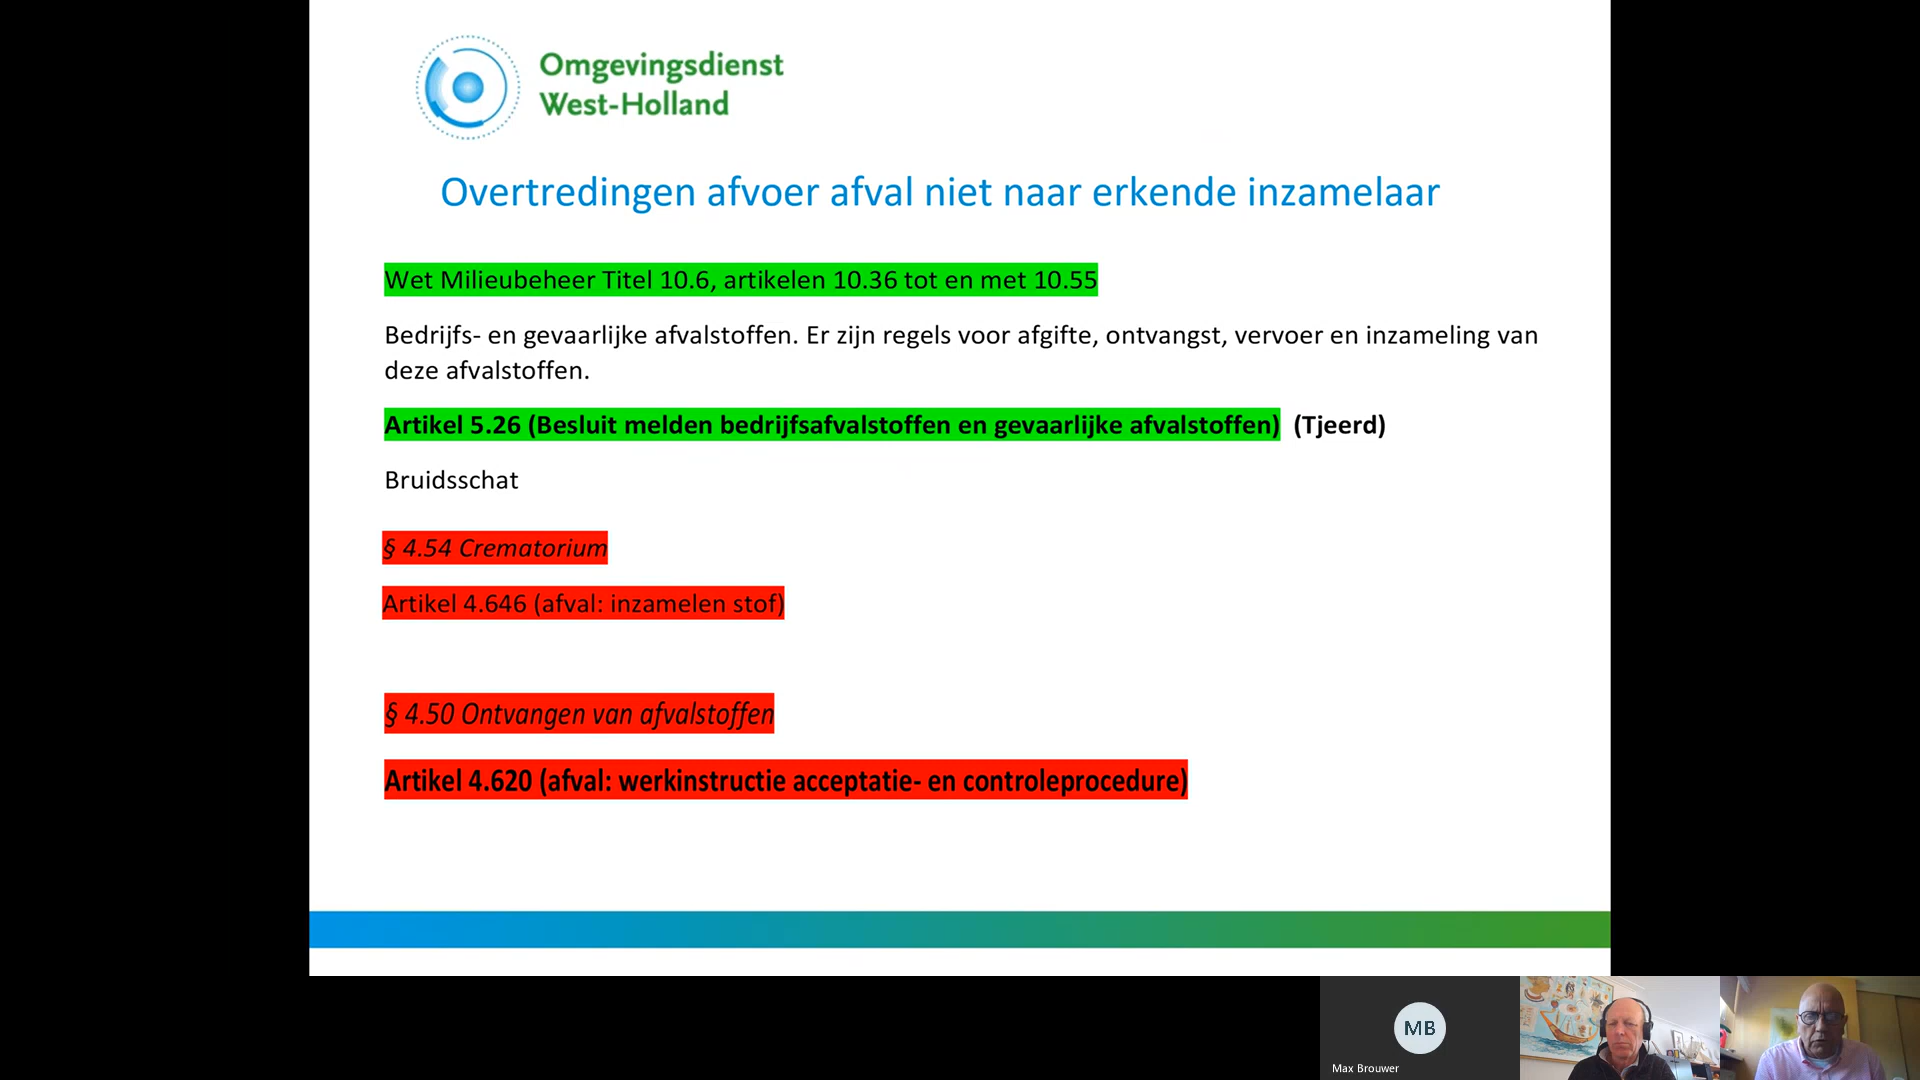 Omgevingsdienst
West-Holland
Overtredingen afvoer afval niet naar erkende inzamelaar
Wet Milieubeheer Titel 10.6, artikelen 10.36 tot en met 10.55
Bedrijfs- en gevaarlijke afvalstoffen. Er zijn regels voor afgifte, ontvangst, vervoer en inzameling van
deze afvalstoffen.
Artikel 5.26 (Besluit melden bedrijfsafvalstoffen en gevaarlijke afvalstoffen) (Tjeerd)
Bruidsschat
§ 4.54 Crematorium
Artikel 4.646 (afval: inzamelen stof)
§ 4.50 Ontvangen van afvalstoffen
Artikel 4.620 (afval: werkinstructie acceptatie- en controleprocedure)
MB
Max Brouwer